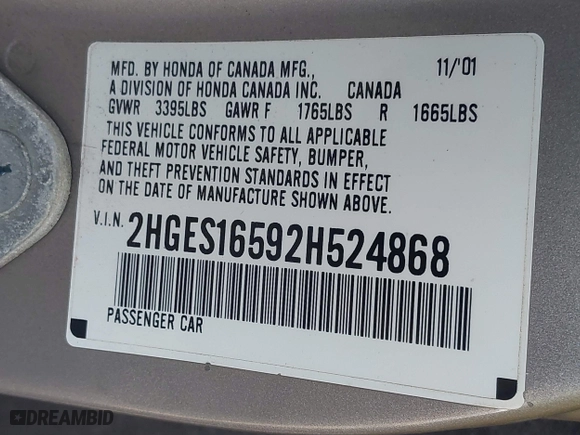 MFD. BY HONDA OF CANADA MFG., 11/'01
A DIVISION OF HONDA CANADA INC. CANADA
GVWR 3395LBS GAWR F 1765LBS R 1665LBS
THIS VEHICLE CONFORMS TO ALL APPLICABLE
FEDERAL MOTOR VEHICLE SAFETY, BUMPER,
AND THEFT PREVENTION STANDARDS IN EFFECT
ON THE DATE OF MANUFACTURE SHOWN ABOVE.
V.I.N. 2HGES16592H524868
PASSENGER CAR
DREAMBID